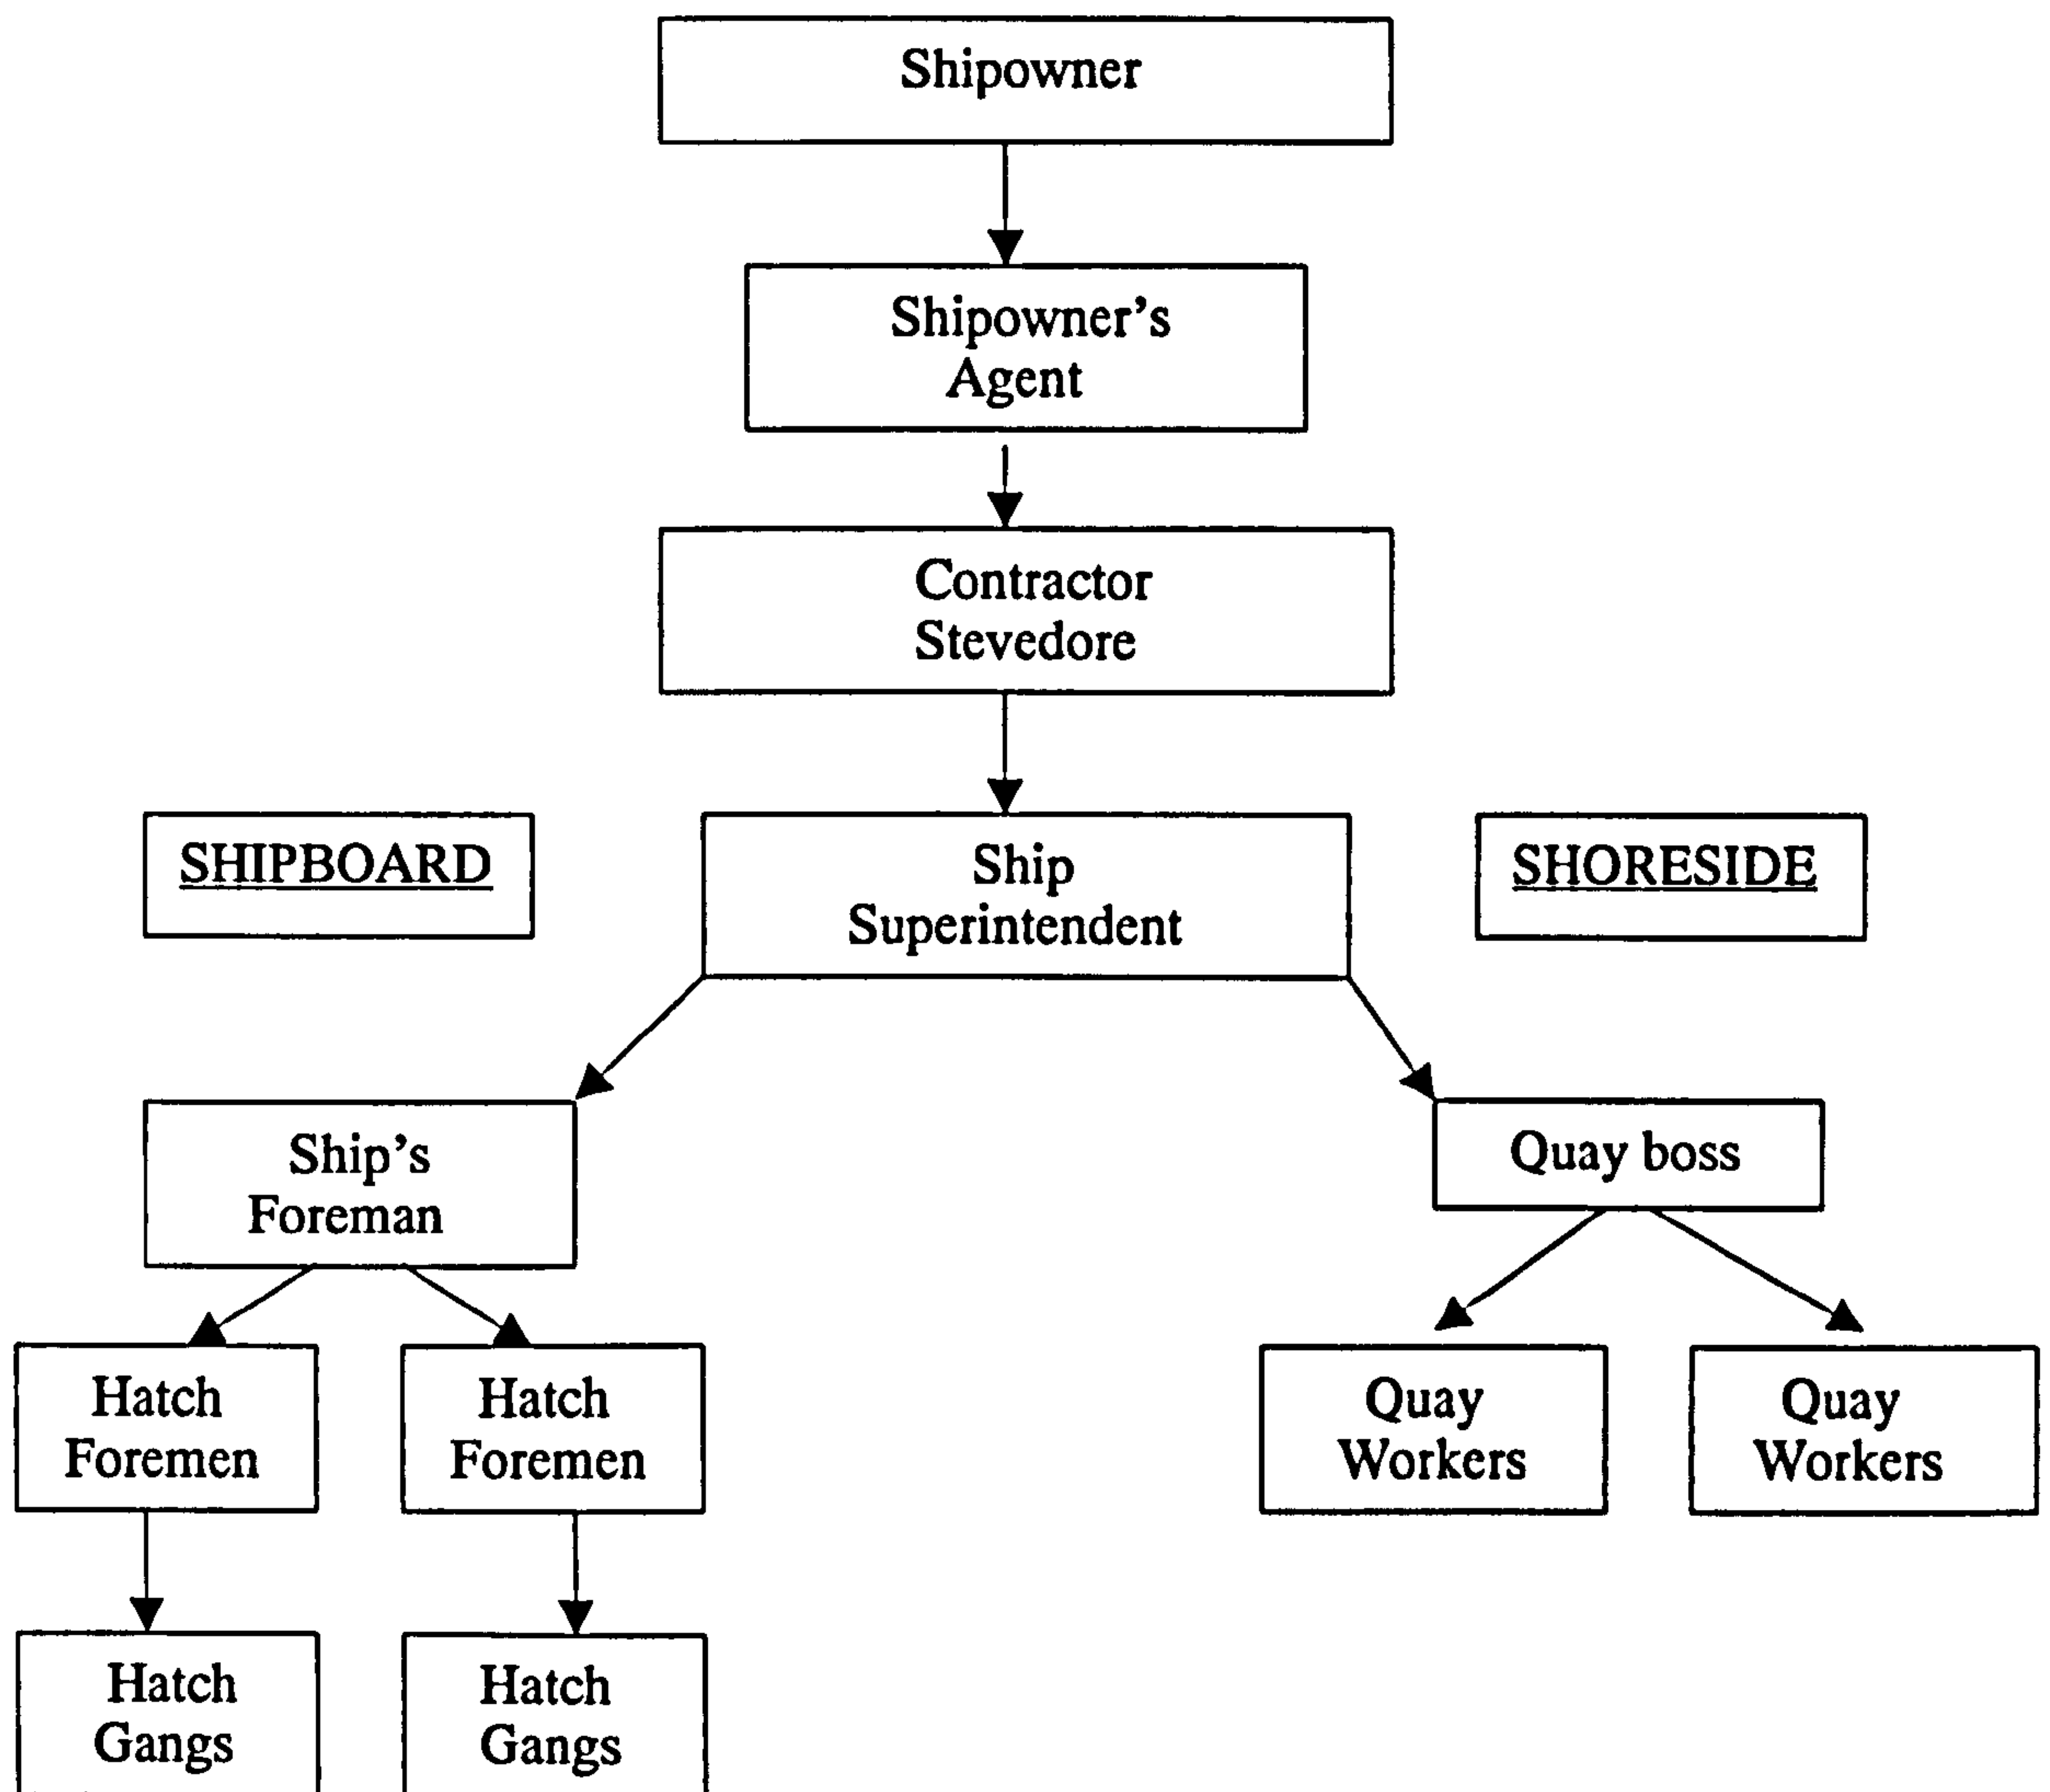 Shipowner
Shipowner’s
Agent
Contractor
Stevedore
SHIPBOARD
Ship
Superintendent
SHORESIDE
Ship’s
Foreman
Quay boss
Hatch
Foremen
Hatch
Foremen
Quay
Workers
Quay
Workers
Hatch
Gangs
Hatch
Gangs